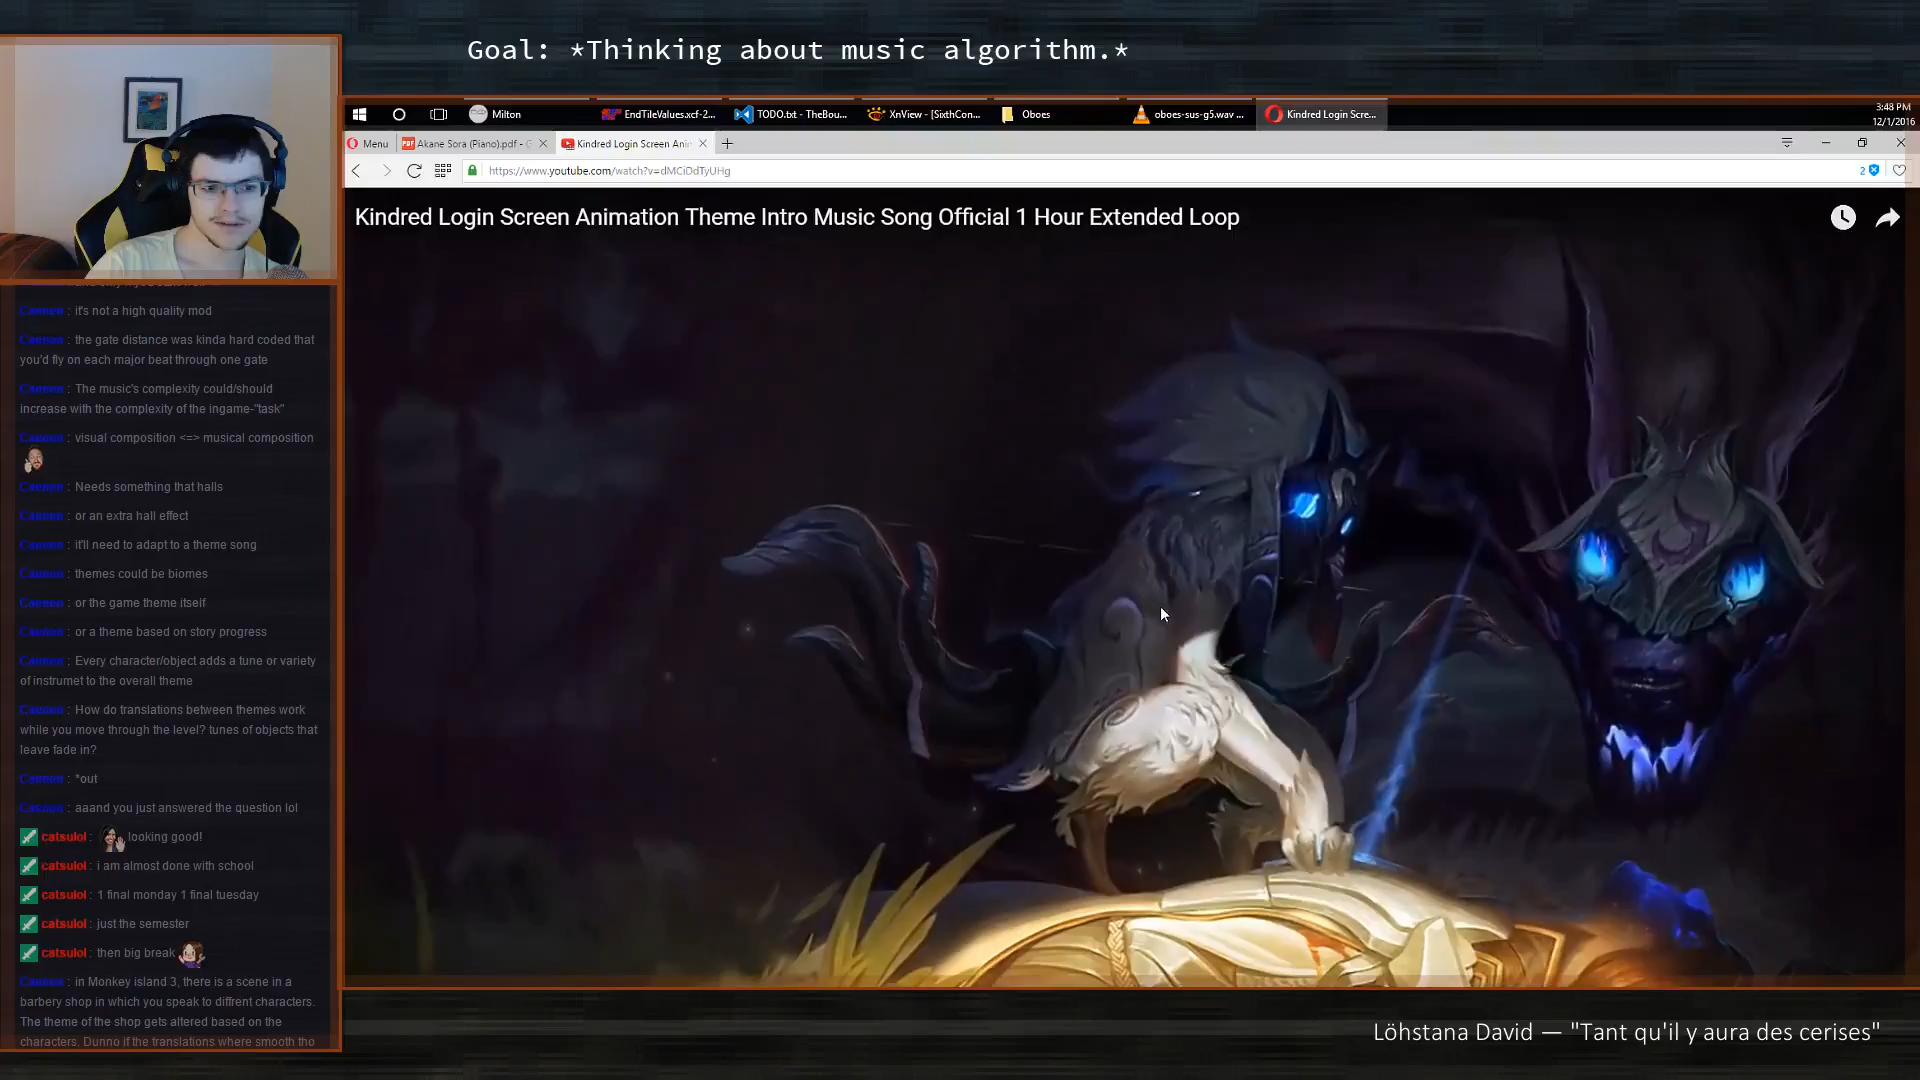 Goal: *Thinking about music algorithm.*
Milton
EndTileValues.xcf-2...
TODO.txt - TheBou...
XnView - [SixthCon...
Oboes
oboes-sus-g5.wav ...
Kindred Login Scre...
3:48 PM
12/1/2016
Menu
Akane Sora (Piano).pdf - 
Kindred Login Screen Ani
https://www.youtube.com/watch?v=dMCiDdTyUHg
2
Kindred Login Screen Animation Theme Intro Music Song Official 1 Hour Extended Loop
: it's not a high quality mod
: the gate distance was kinda hard coded that
you'd fly on each major beat through one gate
: The music's complexity could/should
increase with the complexity of the ingame-"task"
: visual composition <=> musical composition
: Needs something that halls
: or an extra hall effect
: it'll need to adapt to a theme song
: themes could be biomes
: or the game theme itself
: or a theme based on story progress
: Every character/object adds a tune or variety
of instrumet to the overall theme
: How do translations between themes work
while you move through the level? tunes of objects that
leave fade in?
: *out
: aaand you just answered the question lol
catsulol : looking good!
catsulol : i am almost done with school
catsulol : 1 final monday 1 final tuesday
catsulol : just the semester
catsulol : then big break
: in Monkey island 3, there is a scene in a
barbery shop in which you speak to diffrent characters.
The theme of the shop gets altered based on the
characters. Dunno if the translations where smooth tho
Löhstana David — "Tant qu'il y aura des cerises"